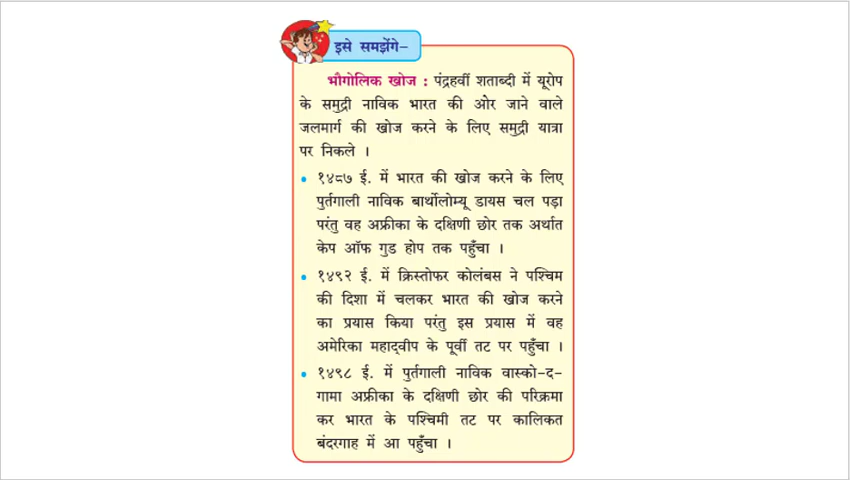 इसे समझेंगे-
भौगोलिक खोज : पंद्रहवीं शताब्दी में यूरोप
के समुद्री नाविक भारत की ओर जाने वाले
जलमार्ग की खोज करने के लिए समुद्री यात्रा
पर निकले ।
• १४८७ ई. में भारत की खोज करने के लिए
पुर्तगाली नाविक बार्थोलोम्यू डायस चल पड़ा
परंतु वह अफ्रीका के दक्षिणी छोर तक अर्थात
केप ऑफ गुड होप तक पहुँचा ।
• १४९२ ई. में क्रिस्तोफर कोलंबस ने पश्चिम
की दिशा में चलकर भारत की खोज करने
का प्रयास किया परंतु इस प्रयास में वह
अमेरिका महाद्‌वीप के पूर्वी तट पर पहुँचा ।
• १४९८ ई. में पुर्तगाली नाविक वास्को-द-
गामा अफ्रीका के दक्षिणी छोर की परिक्रमा
कर भारत के पश्चिमी तट पर कालिकत
बंदरगाह में आ पहुँचा ।